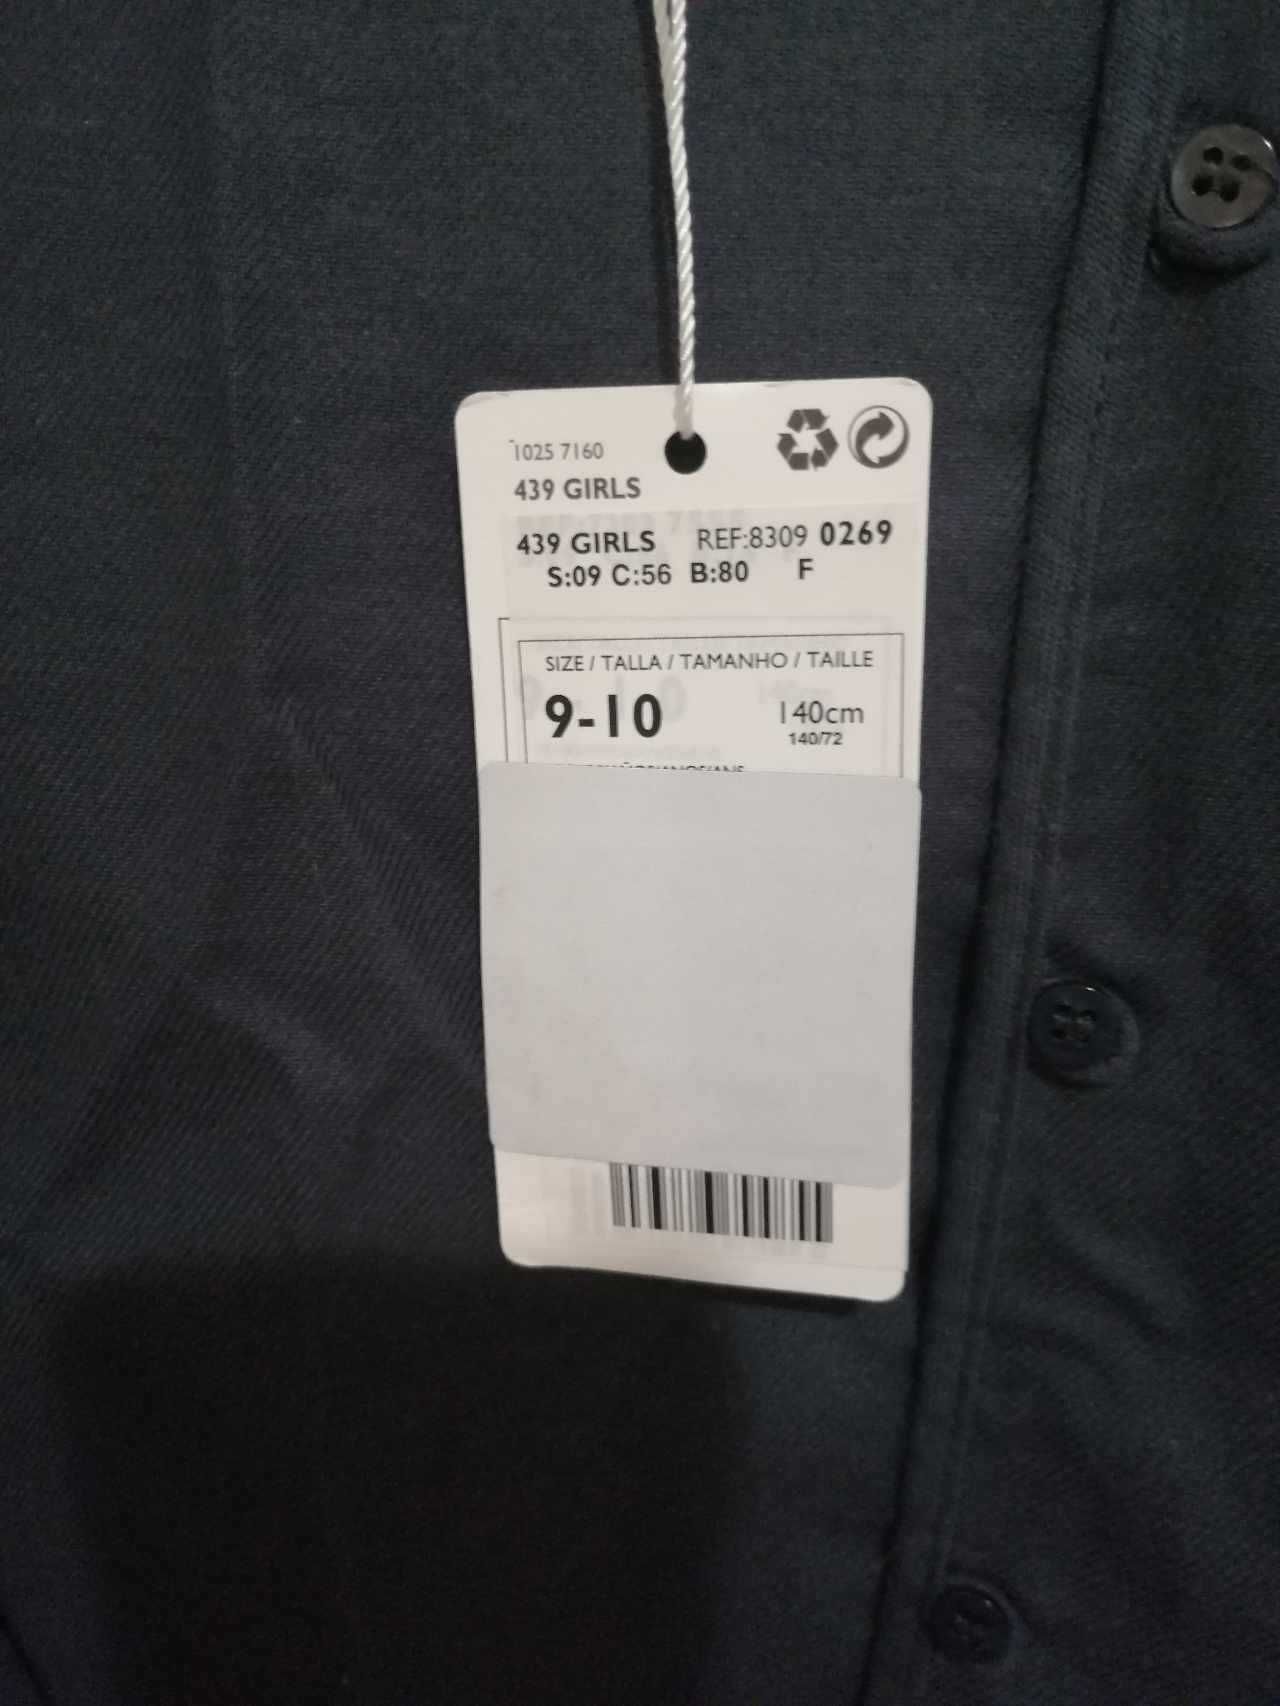 1025 7160
439 GIRLS
439 GIRLS REF:8309 0269
S:09 C:56 B:80 F
SIZE / TALLA / TAMANHO / TAILLE
9-10 140cm
140/72